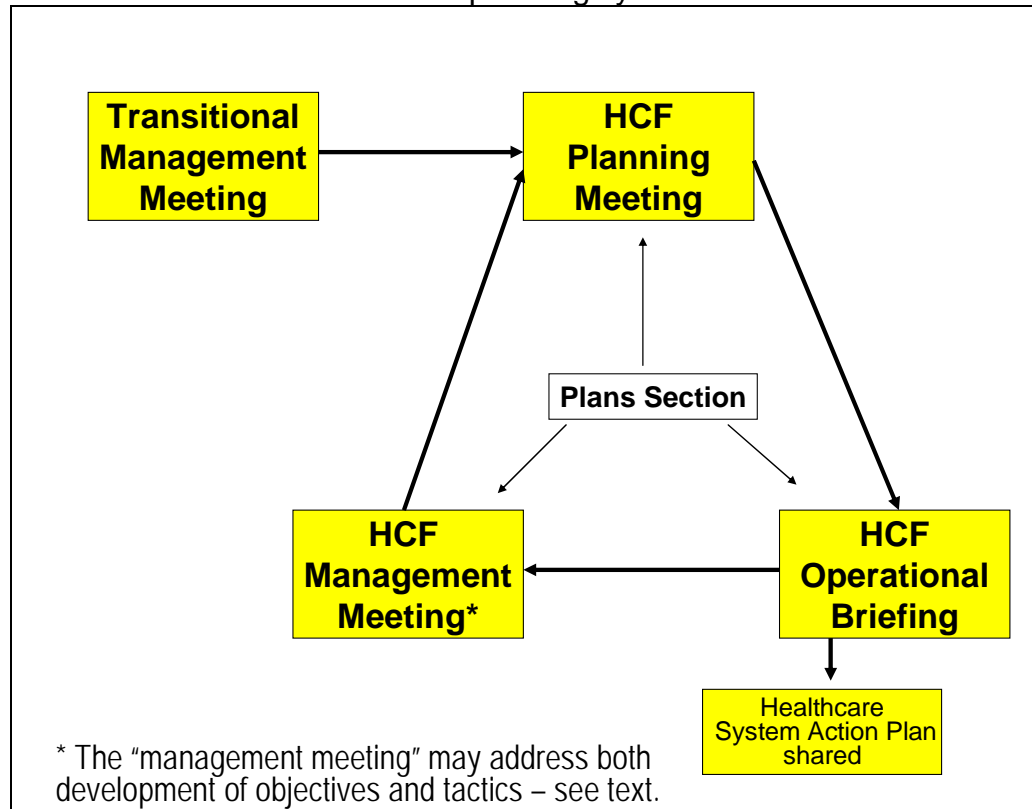 Transitional
Management
Meeting
HCF
Planning
Meeting
Plans Section
HCF
Management
Meeting*
HCF
Operational
Briefing
Healthcare
System Action Plan
shared
* The “management meeting” may address both
development of objectives and tactics – see text.